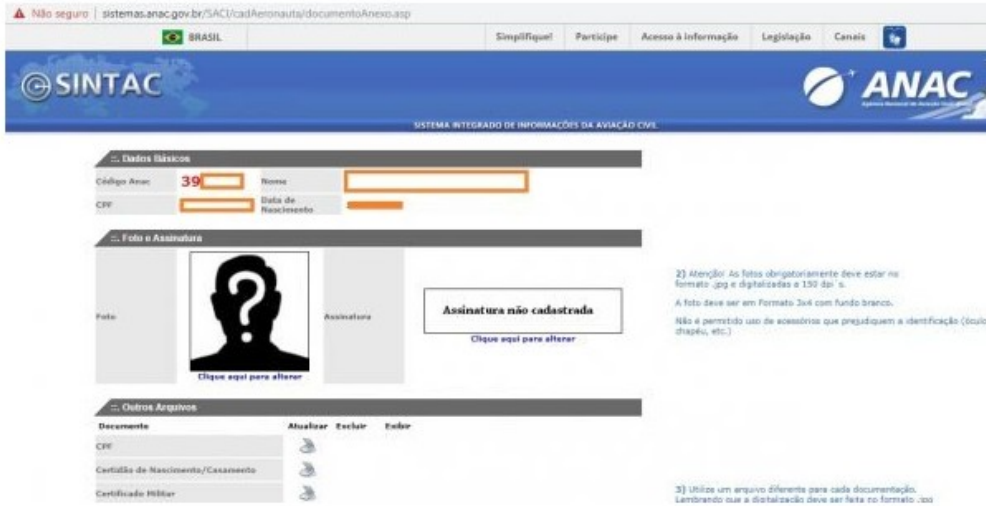 Não seguro | sistemas.anac.gov.br/SACI/cadAeronauta/documentoAnexo.asp
BRASIL Simplifique! Participe Acesso à informação Legislação Canais
SINTAC ANAC
SISTEMA INTEGRADO DE INFORMAÇÕES DA AVIAÇÃO CIVIL
::. Dados Básicos
Código Anac 39 Nome
CPF Data de Nascimento
::. Foto e Assinatura
Foto
Clique aqui para alterar
Assinatura
Assinatura não cadastrada
Clique aqui para alterar
2) Atenção! As fotos obrigatoriamente deve estar no
formato .jpg e digitalizadas a 150 dpi`s.
A foto deve ser em Formato 3x4 com fundo branco.
Não é permitido uso de acessórios que prejudiquem a identificação (óculo
chapéu, etc.)
::. Outros Arquivos
Documento Atualizar Excluir Exibir
CPF
Certidão de Nascimento/Casamento
Certificado Militar
3) Utilize um arquivo diferente para cada documentação.
Lembrando que a digitalização deve ser feita no formato .jpg